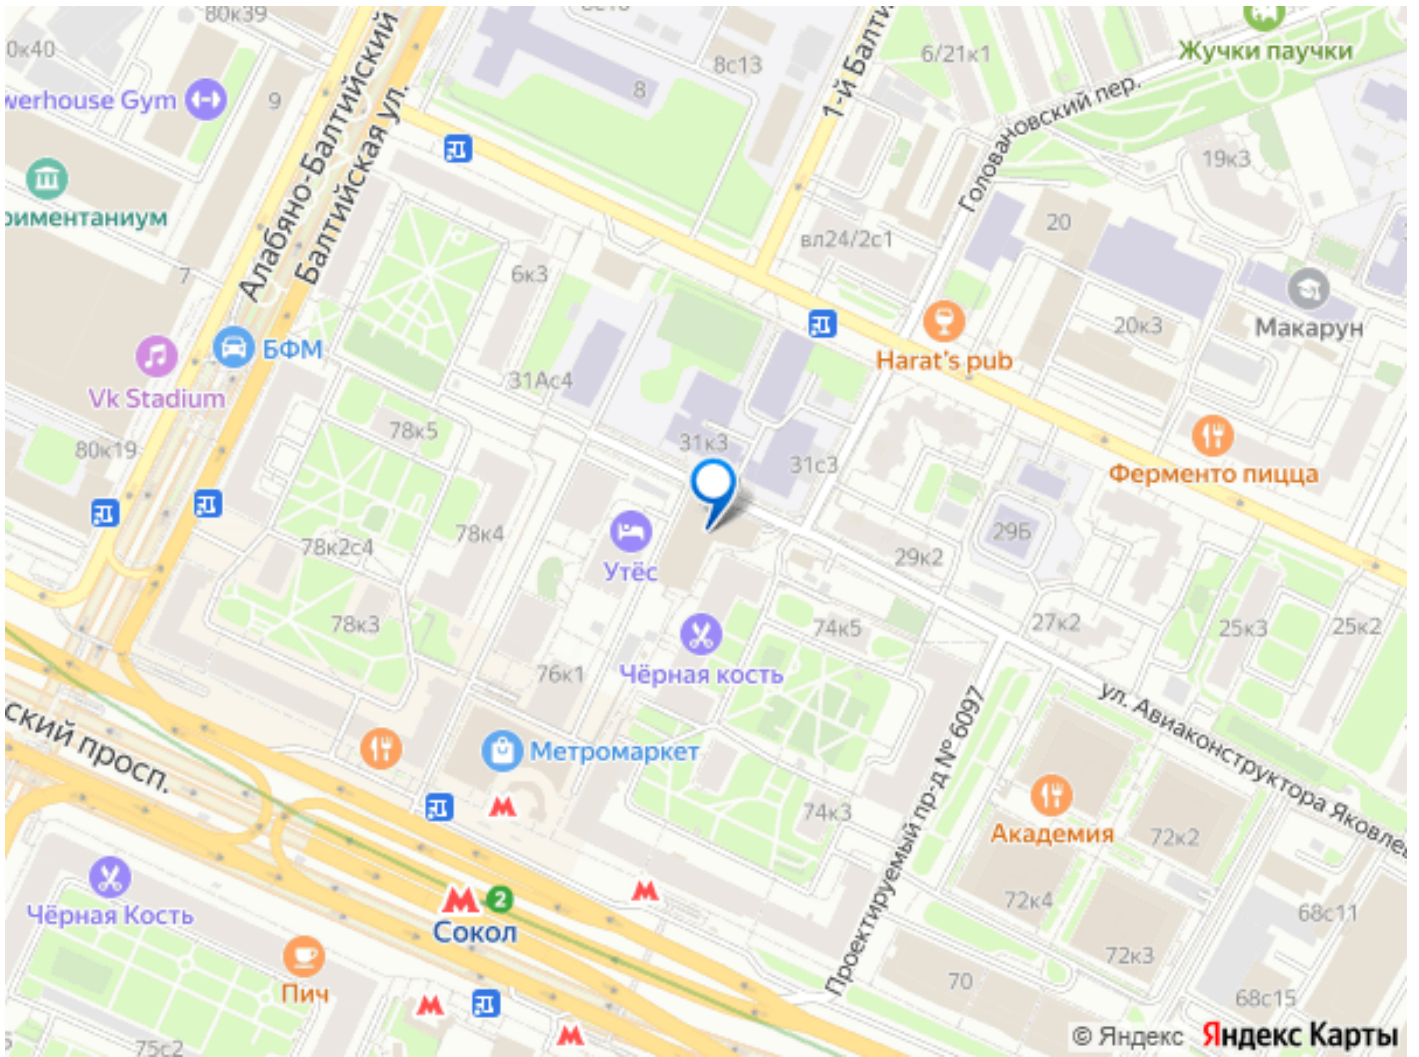 80к39
8с13
6/21к1
Жучки паучки
0к40
werhouse Gym
9
8
1-й Балти
Головановский пер.
19к3
Алабяно-Балтийский
Балтийская ул.
риментаниум
7
6к3
вл24/2с1
20
20к3
Макарун
БФМ
Harat's pub
Vk Stadium
31Ас4
78к5
31к3
31с3
80к19
Ферменто пицца
78к2с4
78к4
Утёс
29Б
29к2
78к3
74к5
27к2
25к3
25к2
Чёрная кость
76к1
ский просп.
Метромаркет
Проектируемый пр-д № 6097
ул. Авиаконструктора Яковлев
74к3
Академия
72к2
Чёрная Кость
2
Сокол
72к4
68с11
72к3
Пич
70
68с15
75с2
© Яндекс Яндекс Карты